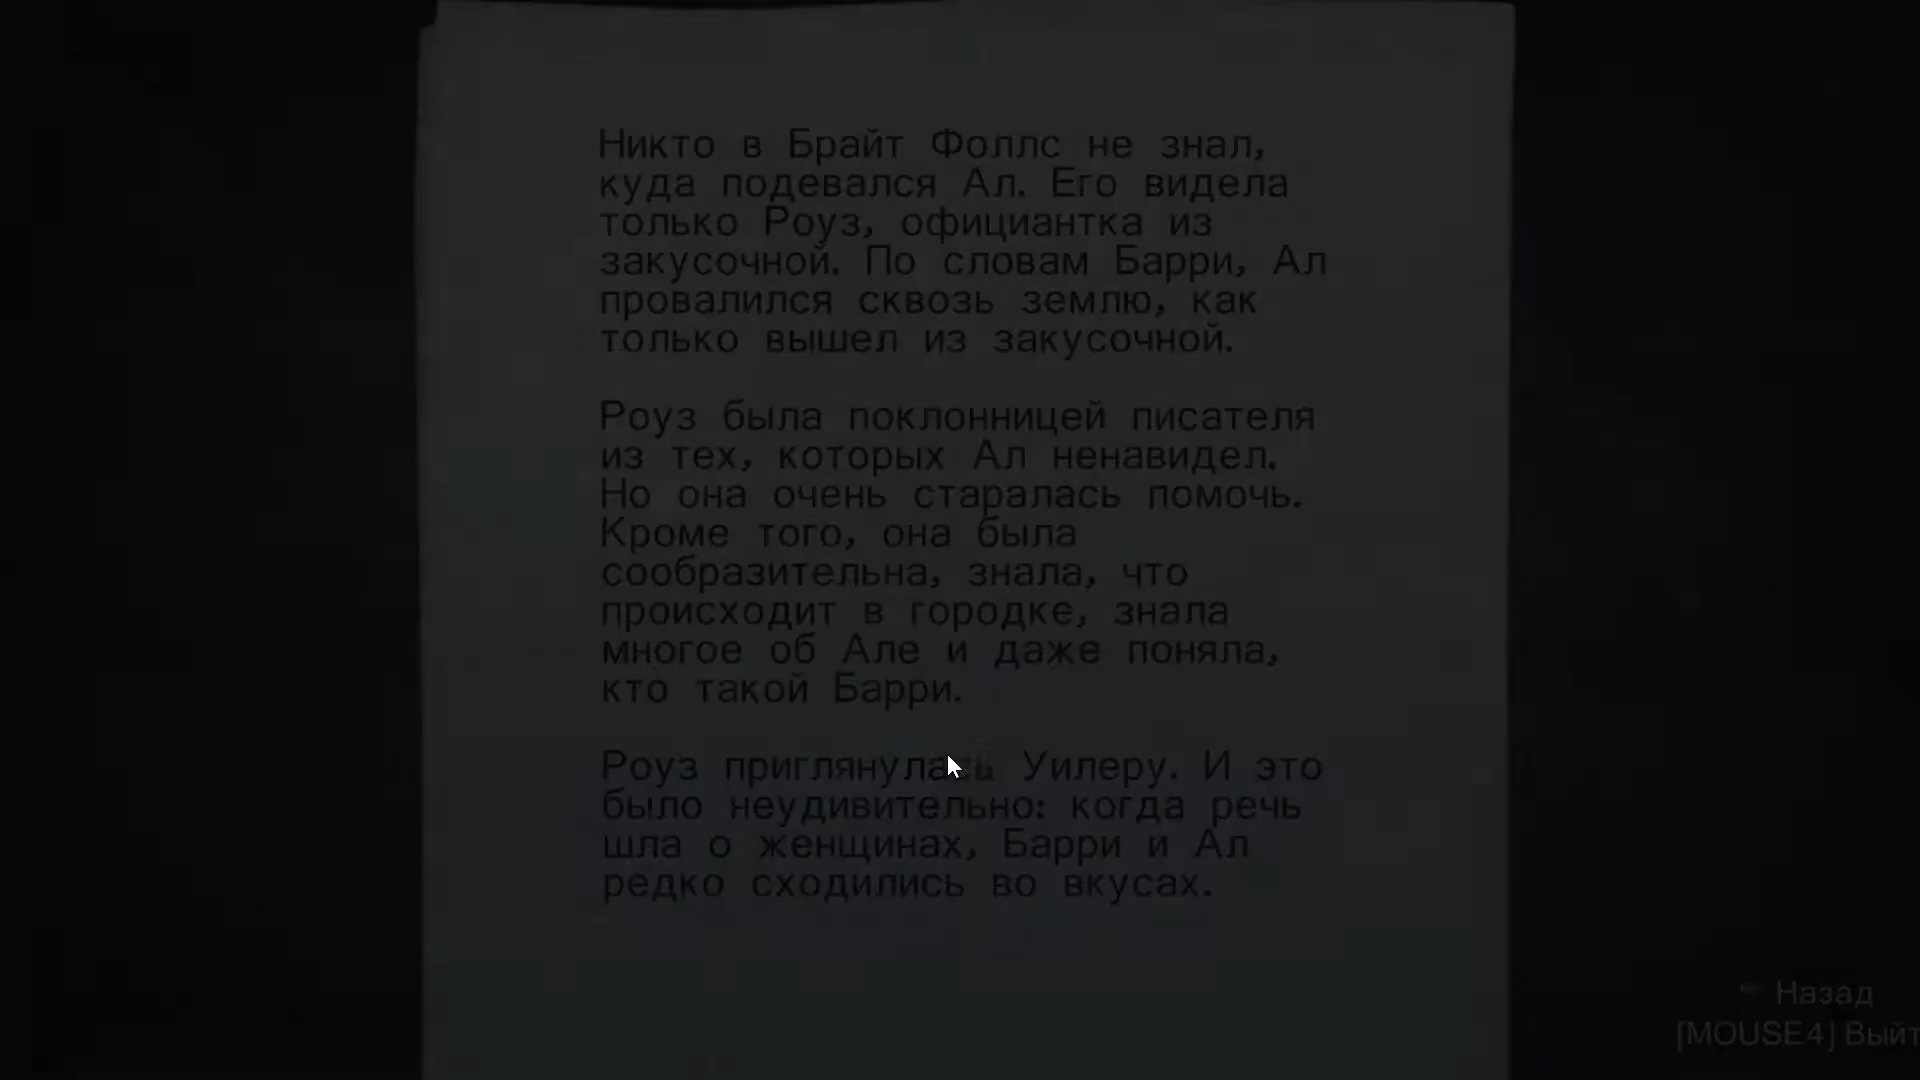 Никто в Брайт Фоллс не знал,
куда подевался Ал. Его видела
только Роуз, официантка из
закусочной. По словам Барри, Ал
провалился сквозь землю, как
только вышел из закусочной.
Роуз была поклонницей писателя
из тех, которых Ал ненавидел.
Но она очень старалась помочь.
Кроме того, она была
сообразительна, знала, что
происходит в городке, знала
многое об Але и даже поняла,
кто такой Барри.
Роуз приглянулась Уилеру. И это
было неудивительно: когда речь
шла о женщинах, Барри и Ал
редко сходились во вкусах.
Назад
[MOUSE4] Выйт